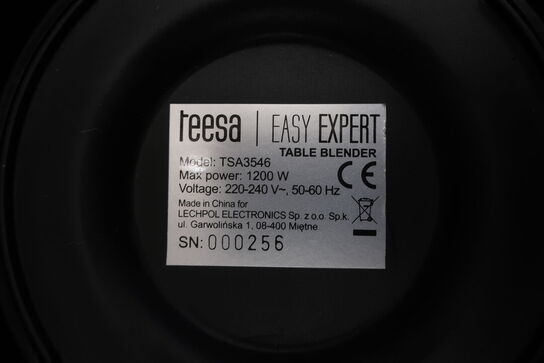 teesa | EASY EXPERT
TABLE BLENDER
Model: TSA3546
Max power: 1200 W
Voltage: 220-240 V~, 50-60 Hz
CE
Made in China for
LECHPOL ELECTRONICS Sp. z o.o. Sp.k.
ul. Garwolińska 1, 08-400 Miętne
SN: 000256